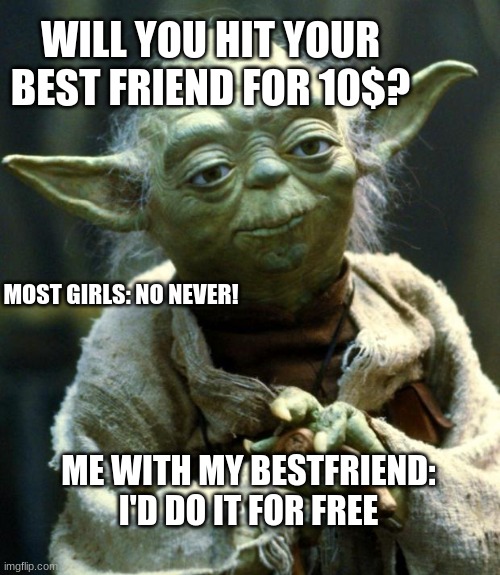 WILL YOU HIT YOUR
BEST FRIEND FOR 10$?
MOST GIRLS: NO NEVER!
ME WITH MY BESTFRIEND:
I'D DO IT FOR FREE
imgflip.com